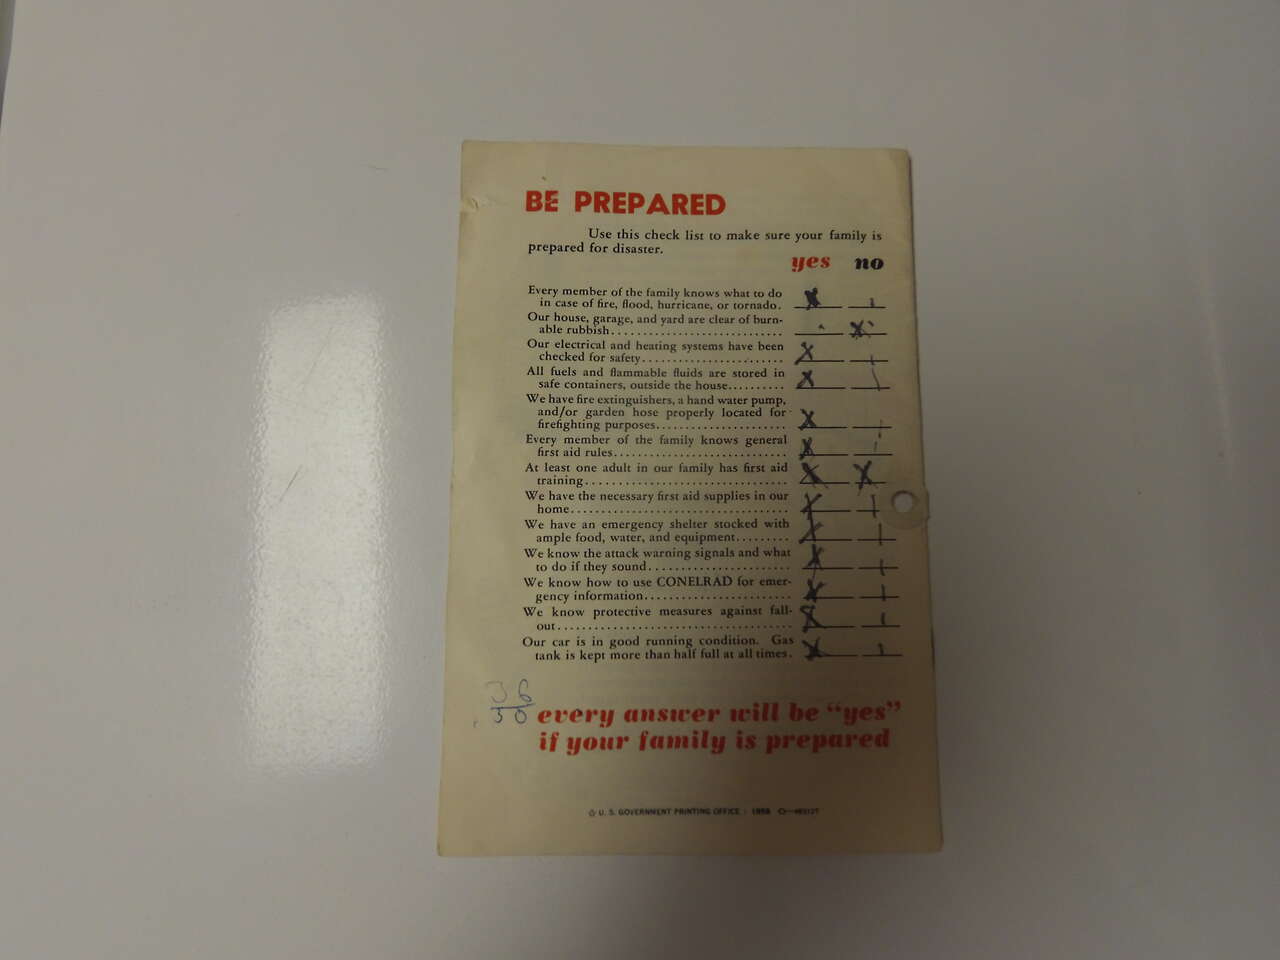 BE PREPARED
Use this check list to make sure your family is
prepared for disaster.
yes no
Every member of the family knows what to do
in case of fire, flood, hurricane, or tornado. X
Our house, garage, and yard are clear of burn-
able rubbish........................... X
Our electrical and heating systems have been
checked for safety....................... X
All fuels and flammable fluids are stored in
safe containers, outside the house.......... X
We have fire extinguishers, a hand water pump,
and/or garden hose properly located for
firefighting purposes..................... X
Every member of the family knows general
first aid rules............................ X
At least one adult in our family has first aid
training................................. X X
We have the necessary first aid supplies in our
home................................... X
We have an emergency shelter stocked with
ample food, water, and equipment......... X
We know the attack warning signals and what
to do if they sound....................... X
We know how to use CONELRAD for emer-
gency information........................ X
We know protective measures against fall-
out...................................... X
Our car is in good running condition. Gas
tank is kept more than half full at all times. X
36
50
every answer will be "yes"
if your family is prepared
U. S. GOVERNMENT PRINTING OFFICE :